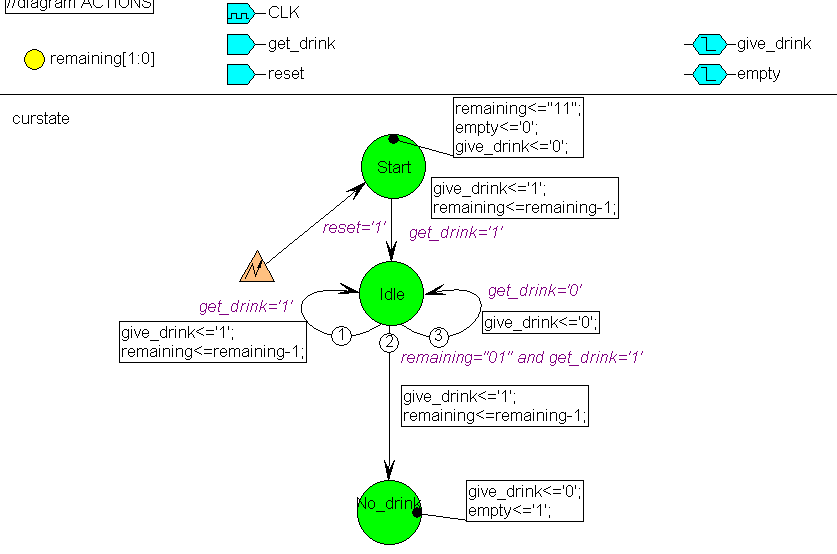 //diagram ACTIONS
CLK
remaining[1:0]
get_drink
give_drink
reset
empty
curstate
remaining<="11";
empty<='0';
give_drink<='0';
Start
give_drink<='1';
remaining<=remaining-1;
reset='1'
get_drink='1'
Idle
get_drink='1'
get_drink='0'
give_drink<='1';
remaining<=remaining-1;
give_drink<='0';
1
2
3
remaining="01" and get_drink='1'
give_drink<='1';
remaining<=remaining-1;
No_drink
give_drink<='0';
empty<='1';